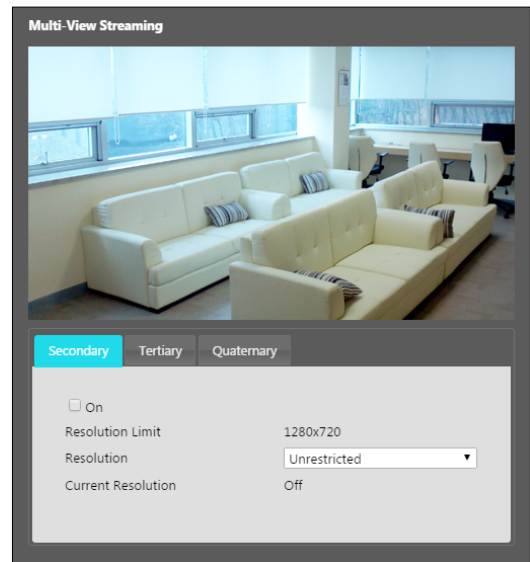 Multi-View Streaming
Secondary Tertiary Quaternary
On
Resolution Limit 1280x720
Resolution Unrestricted
Current Resolution Off